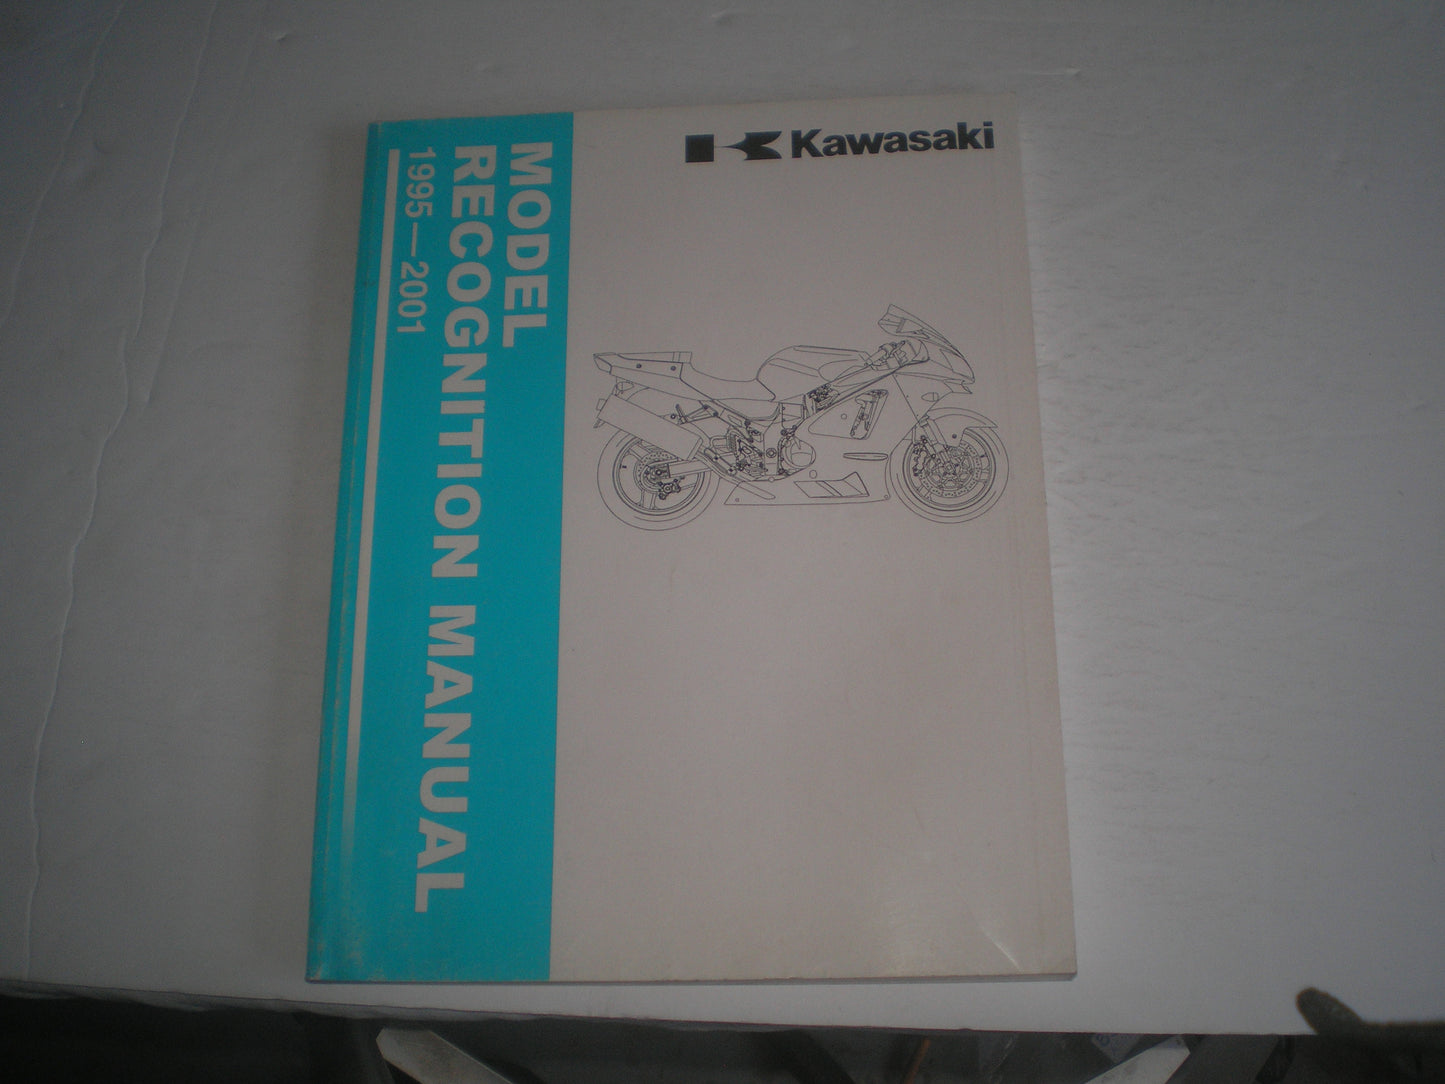 Kawasaki
MODEL
RECOGNITION MANUAL
1995—2001